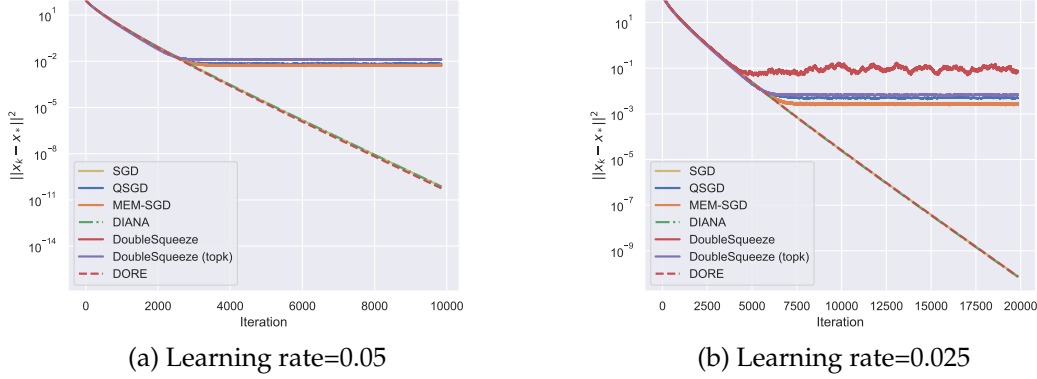 10^1
10^{-2}
10^{-5}
10^{-8}
10^{-11}
10^{-14}
||x_k − x_*||^2
SGD
QSGD
MEM-SGD
DIANA
DoubleSqueeze
DoubleSqueeze (topk)
DORE
0 2000 4000 6000 8000 10000
Iteration
(a) Learning rate=0.05
10^1
10^{-1}
10^{-3}
10^{-5}
10^{-7}
10^{-9}
||x_k − x_*||^2
SGD
QSGD
MEM-SGD
DIANA
DoubleSqueeze
DoubleSqueeze (topk)
DORE
0 2500 5000 7500 10000 12500 15000 17500 20000
Iteration
(b) Learning rate=0.025